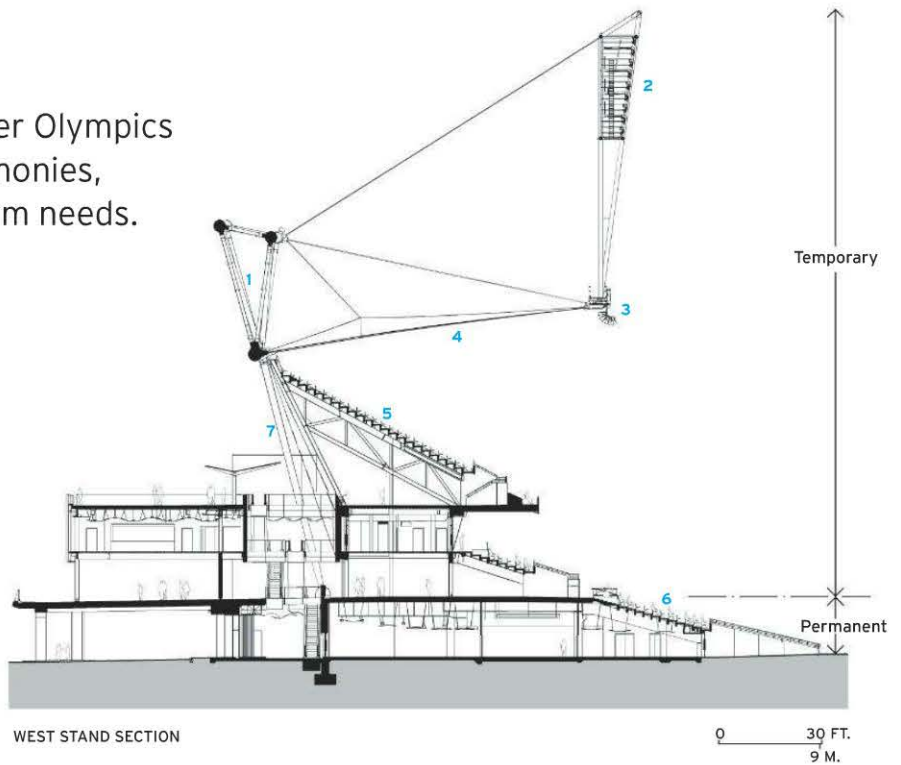 er Olympics
nonies,
m needs.
2
1
Temporary
3
4
5
7
6
Permanent
WEST STAND SECTION
0 30 FT.
9 M.